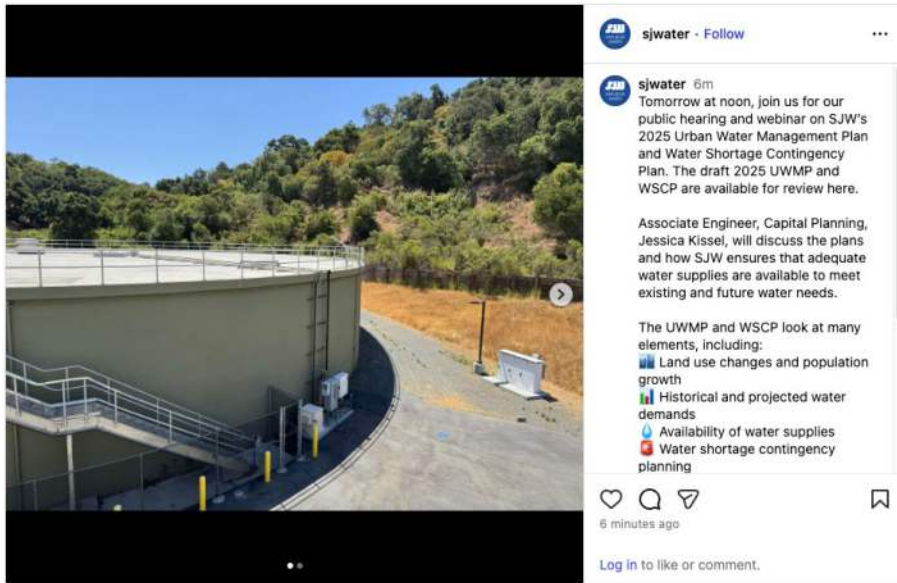 sjwater · Follow
sjwater 6m
Tomorrow at noon, join us for our
public hearing and webinar on SJW's
2025 Urban Water Management Plan
and Water Shortage Contingency
Plan. The draft 2025 UWMP and
WSCP are available for review here.
Associate Engineer, Capital Planning,
Jessica Kissel, will discuss the plans
and how SJW ensures that adequate
water supplies are available to meet
existing and future water needs.
The UWMP and WSCP look at many
elements, including:
🏙️ Land use changes and population
growth
📊 Historical and projected water
demands
💧 Availability of water supplies
🚨 Water shortage contingency
planning
6 minutes ago
Log in to like or comment.